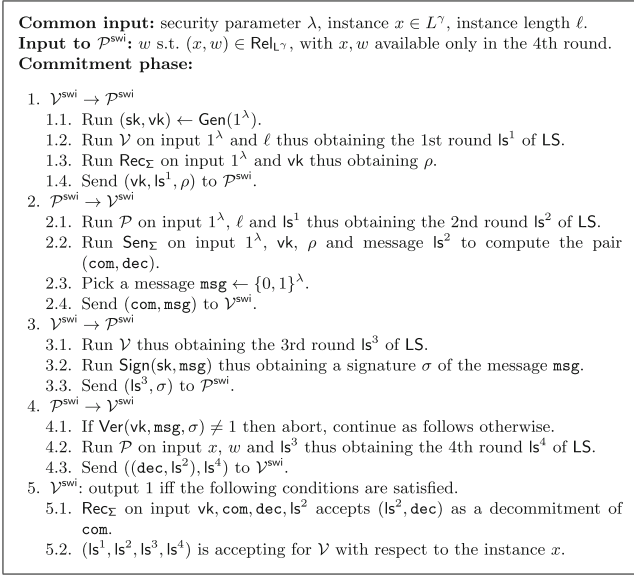 Common input: security parameter λ, instance x ∈ L^γ, instance length ℓ.
Input to 𝒫^swi: w s.t. (x, w) ∈ Rel_{L^γ}, with x, w available only in the 4th round.
Commitment phase:
1. 𝒱^swi → 𝒫^swi
1.1. Run (sk, vk) ← Gen(1^λ).
1.2. Run 𝒱 on input 1^λ and ℓ thus obtaining the 1st round ls^1 of LS.
1.3. Run Rec_Σ on input 1^λ and vk thus obtaining ρ.
1.4. Send (vk, ls^1, ρ) to 𝒫^swi.
2. 𝒫^swi → 𝒱^swi
2.1. Run 𝒫 on input 1^λ, ℓ and ls^1 thus obtaining the 2nd round ls^2 of LS.
2.2. Run Sen_Σ on input 1^λ, vk, ρ and message ls^2 to compute the pair
(com, dec).
2.3. Pick a message msg ← {0, 1}^λ.
2.4. Send (com, msg) to 𝒱^swi.
3. 𝒱^swi → 𝒫^swi
3.1. Run 𝒱 thus obtaining the 3rd round ls^3 of LS.
3.2. Run Sign(sk, msg) thus obtaining a signature σ of the message msg.
3.3. Send (ls^3, σ) to 𝒫^swi.
4. 𝒫^swi → 𝒱^swi
4.1. If Ver(vk, msg, σ) ≠ 1 then abort, continue as follows otherwise.
4.2. Run 𝒫 on input x, w and ls^3 thus obtaining the 4th round ls^4 of LS.
4.3. Send ((dec, ls^2), ls^4) to 𝒱^swi.
5. 𝒱^swi: output 1 iff the following conditions are satisfied.
5.1. Rec_Σ on input vk, com, dec, ls^2 accepts (ls^2, dec) as a decommitment of
com.
5.2. (ls^1, ls^2, ls^3, ls^4) is accepting for 𝒱 with respect to the instance x.